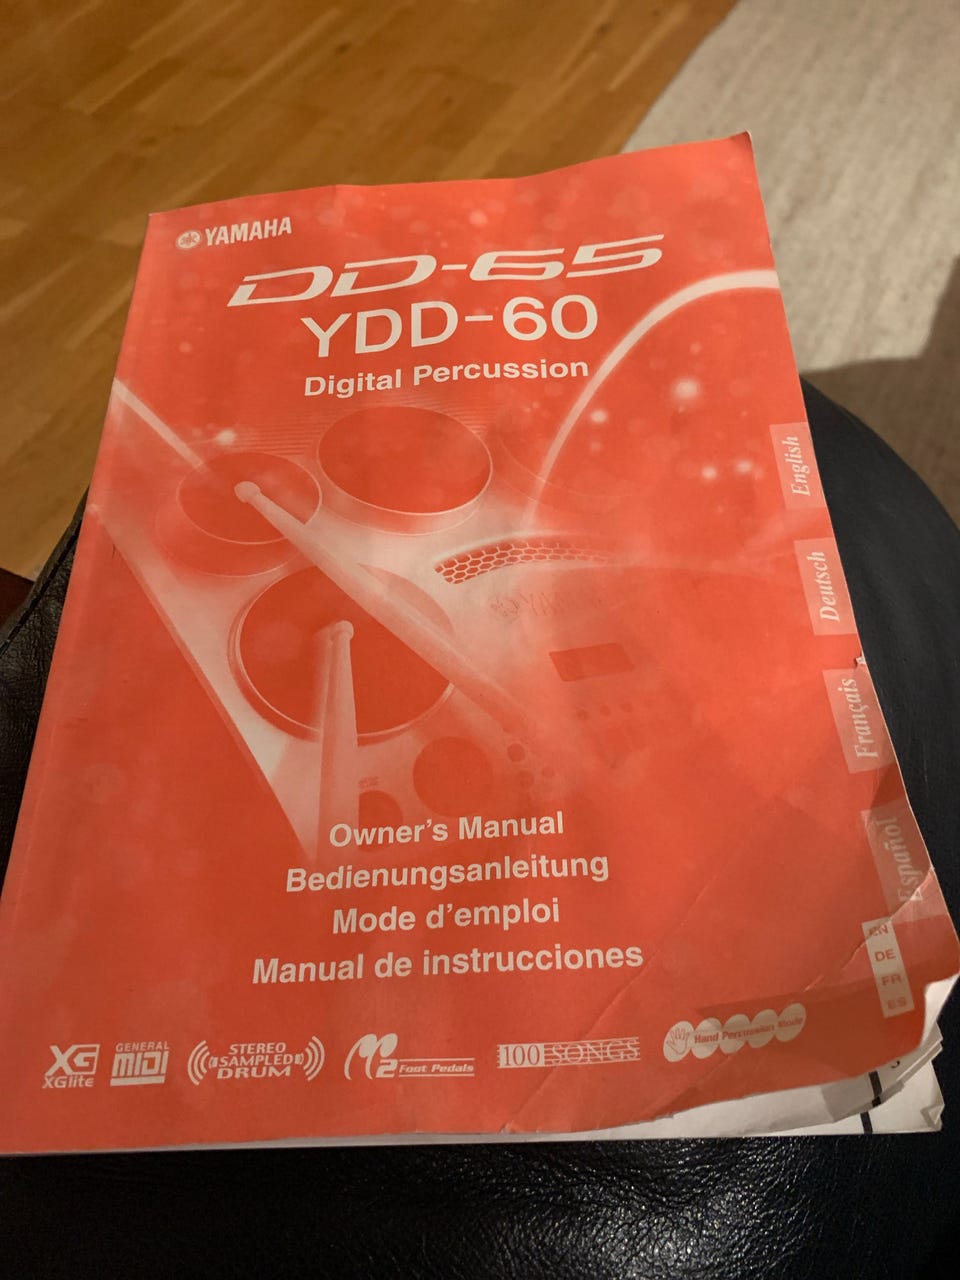 YAMAHA
DD-65
YDD-60
Digital Percussion
English
Deutsch
Français
Español
Owner's Manual
Bedienungsanleitung
Mode d'emploi
Manual de instrucciones
EN
DE
FR
ES
XG
XGlite
GENERAL
MIDI
STEREO
SAMPLED
DRUM
2 Foot Pedals
100 SONGS
Hand Percussion Mode